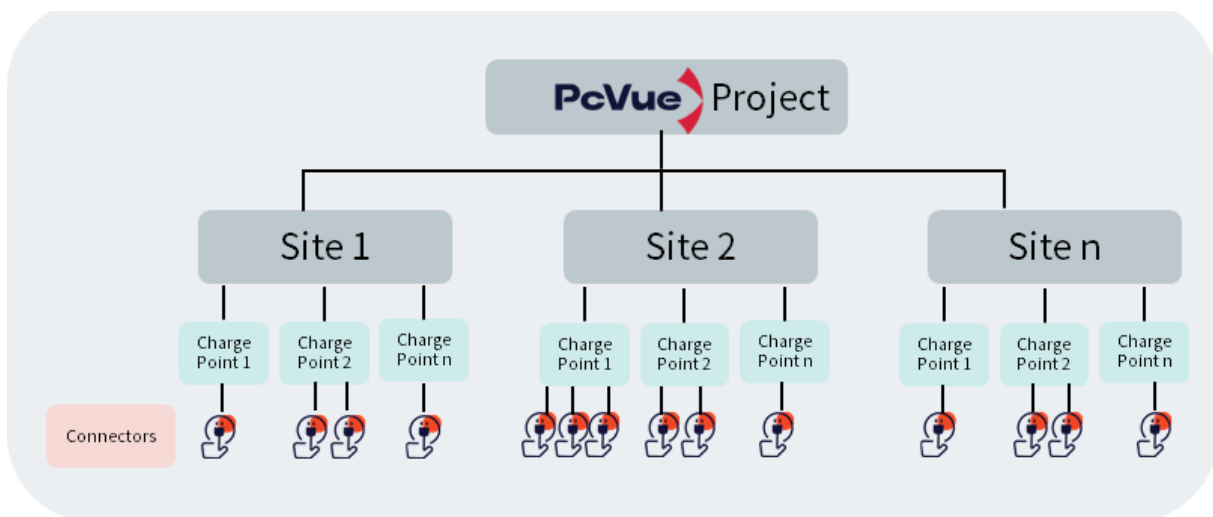 PcVue Project
Site 1
Site 2
Site n
Charge
Point 1
Charge
Point 2
Charge
Point n
Charge
Point 1
Charge
Point 2
Charge
Point n
Charge
Point 1
Charge
Point 2
Charge
Point n
Connectors